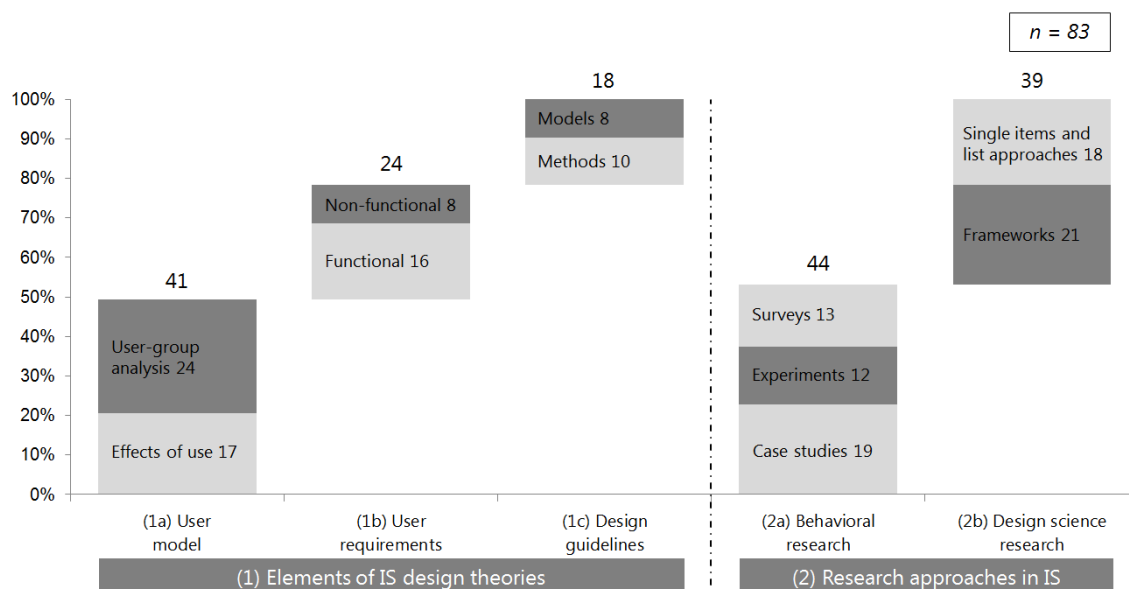 n = 83
18
39
24
41
44
100%
90%
80%
70%
60%
50%
40%
30%
20%
10%
0%
User-group
analysis 24
Effects of use 17
Non-functional 8
Functional 16
Models 8
Methods 10
Surveys 13
Experiments 12
Case studies 19
Single items and
list approaches 18
Frameworks 21
(1a) User
model
(1b) User
requirements
(1c) Design
guidelines
(2a) Behavioral
research
(2b) Design science
research
(1) Elements of IS design theories
(2) Research approaches in IS